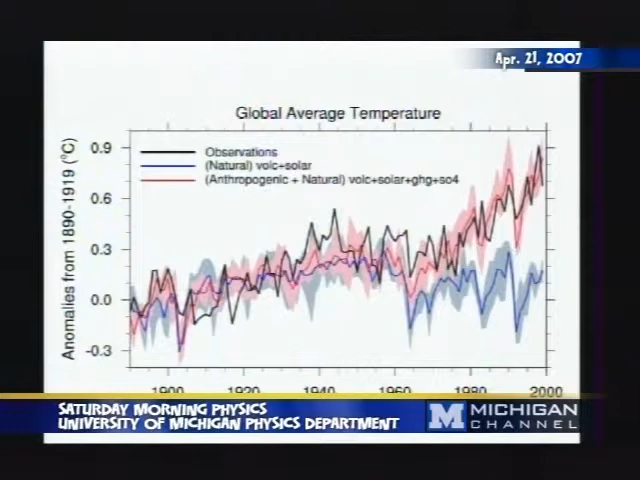 Apr. 21, 2007
Global Average Temperature
Anomalies from 1890-1919 (°C)
0.9
0.6
0.3
0.0
-0.3
Observations
(Natural) volc+solar
(Anthropogenic + Natural) volc+solar+ghg+so4
1900 1920 1940 1960 1980 2000
SATURDAY MORNING PHYSICS
UNIVERSITY OF MICHIGAN PHYSICS DEPARTMENT
M MICHIGAN
CHANNEL